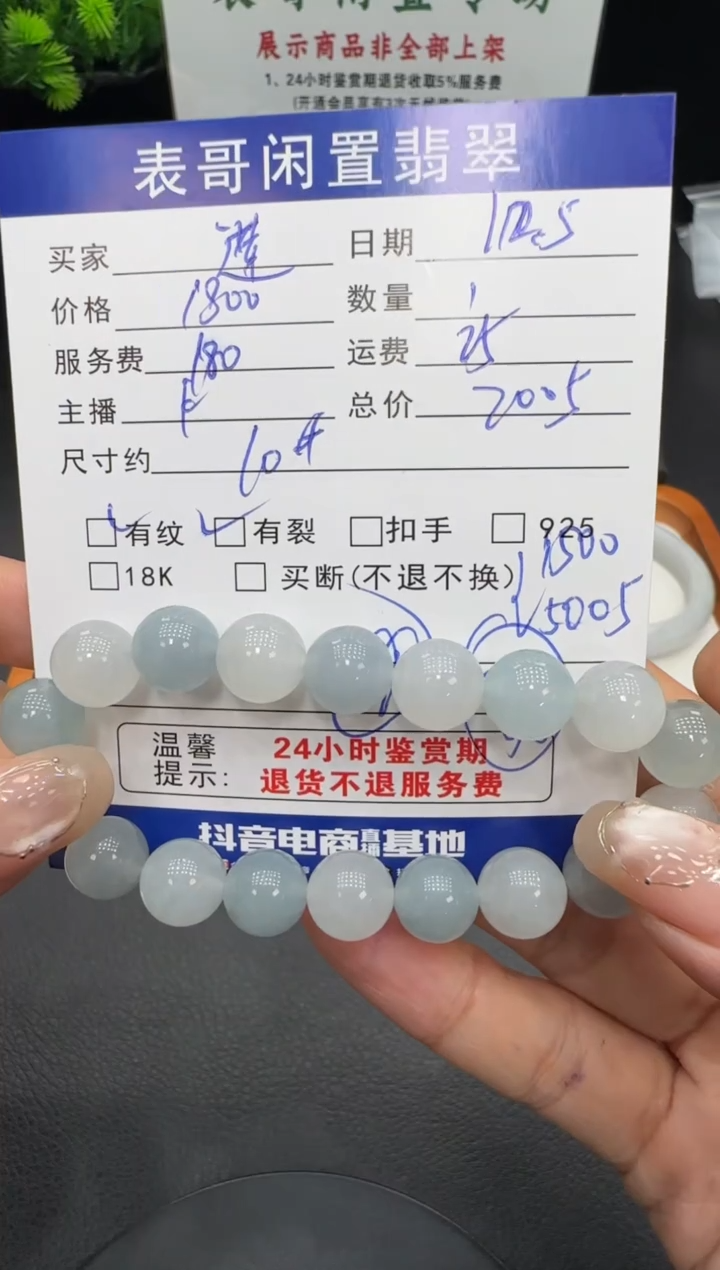 展示商品非全部上架
1、24小时鉴赏期退货收取5%服务费
表哥闲置翡翠
买家 日期
价格 1800 数量 1
服务费 180 运费 25
主播 总价 2005
尺寸约
有纹 有裂 扣手 925
1500
18K 买断(不退不换)
5005
温馨 24小时鉴赏期
提示: 退货不退服务费
抖音电商直播基地